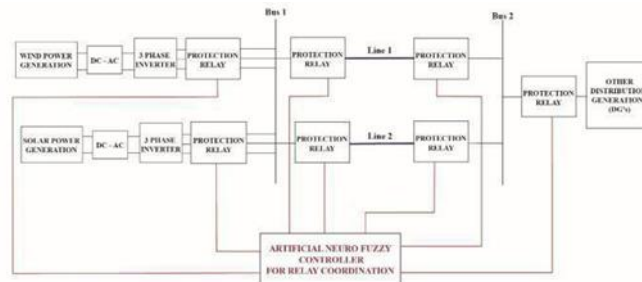 Bus 1
Bus 2
WIND POWER
GENERATION
DC - AC
3 PHASE
INVERTER
PROTECTION
RELAY
PROTECTION
RELAY
Line 1
PROTECTION
RELAY
PROTECTION
RELAY
OTHER
DISTRIBUTION
GENERATION
(DG's)
SOLAR POWER
GENERATION
DC - AC
3 PHASE
INVERTER
PROTECTION
RELAY
PROTECTION
RELAY
Line 2
PROTECTION
RELAY
ARTIFICIAL NEURO FUZZY
CONTROLLER
FOR RELAY COORDINATION